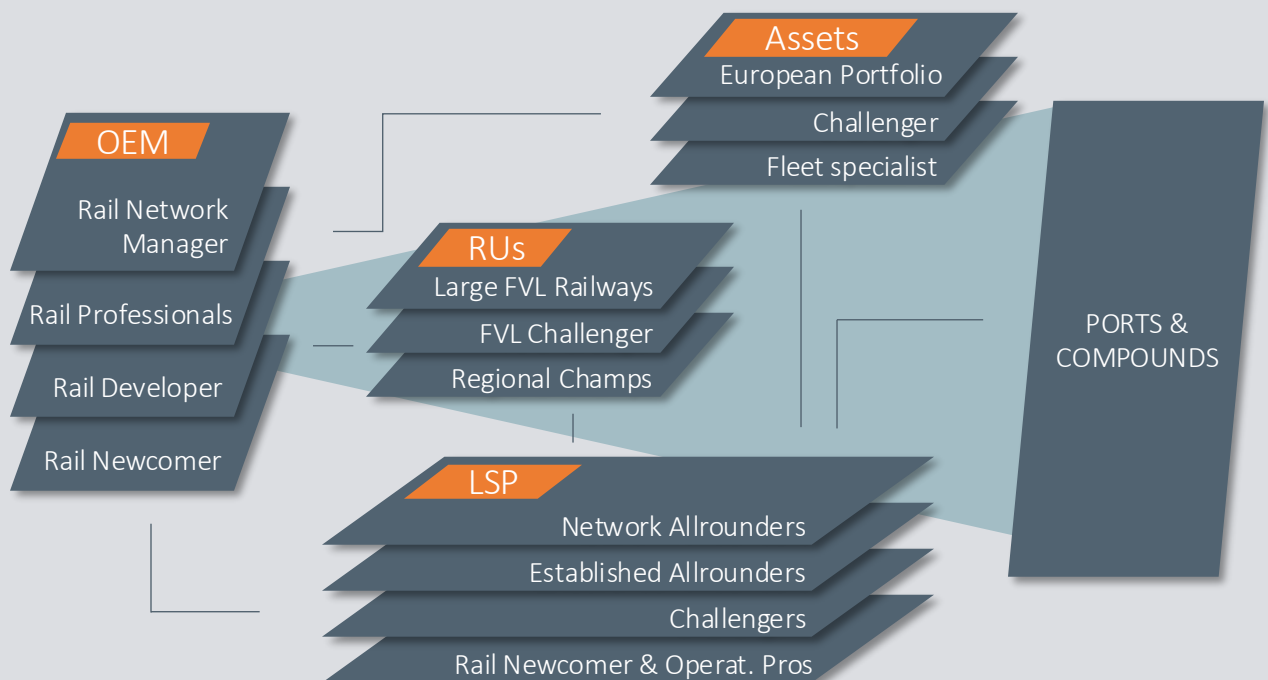 OEM
Rail Network
Manager
Rail Professionals
Rail Developer
Rail Newcomer
Assets
European Portfolio
Challenger
Fleet specialist
RUs
Large FVL Railways
FVL Challenger
Regional Champs
LSP
Network Allrounders
Established Allrounders
Challengers
Rail Newcomer & Operat. Pros
PORTS &
COMPOUNDS